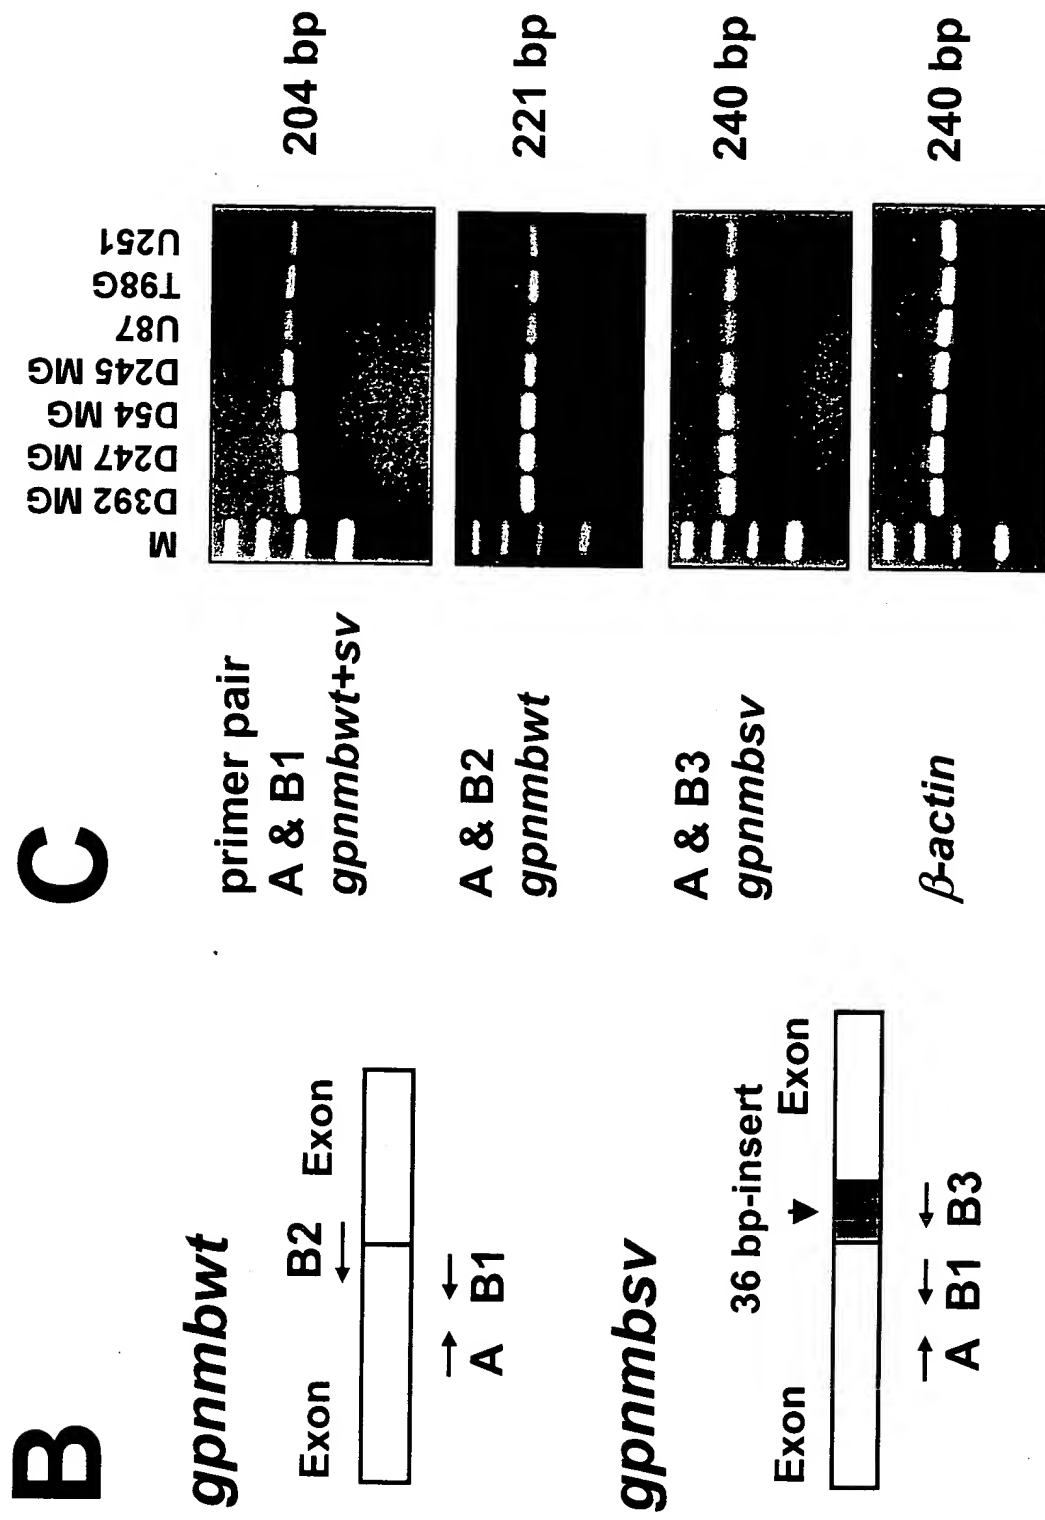 B
gpnmbwt
Exon
B2
Exon
A
B1
gpnmbsv
36 bp-insert
Exon
Exon
A
B1
B3
C
primer pair
A & B1
gpnmbwt+sv
A & B2
gpnmbwt
A & B3
gpnmbsv
β-actin
M
D392 MG
D247 MG
D54 MG
D245 MG
U87
T98G
U251
204 bp
221 bp
240 bp
240 bp